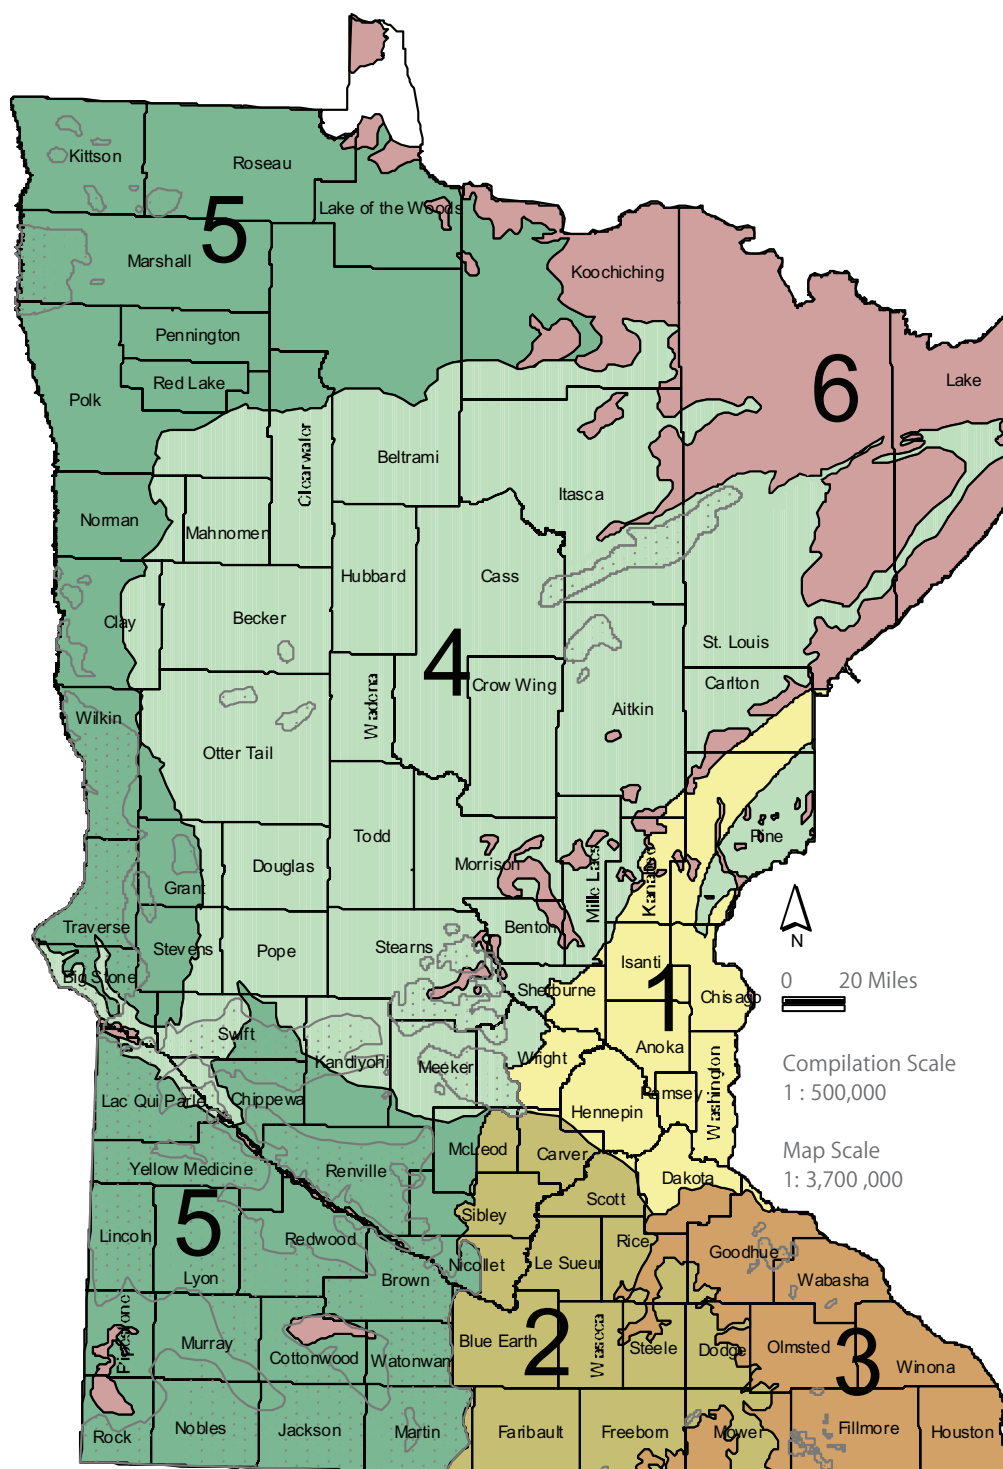 Kittson
Roseau
Lake of the Woods
5
Marshall
Koochiching
Pennington
Red Lake
Polk
6
Lake
Clearwater
Beltrami
Itasca
Norman
Mahnomen
Hubbard
Cass
Becker
Clay
St. Louis
4
Crow Wing
Carlton
Wadena
Aitkin
Wilkin
Otter Tail
Todd
Pine
Douglas
Morrison
Mille Lacs
Kanabec
Grant
Traverse
Stevens
Pope
Stearns
Benton
N
Isanti
Big Stone
Sherburne
1
Chisago
0 20 Miles
Swift
Kandiyohi
Meeker
Wright
Anoka
Washington
Compilation Scale
1 : 500,000
Lac Qui Parle
Chippewa
Ramsey
Hennepin
McLeod
Carver
Map Scale
1: 3,700 ,000
Yellow Medicine
Renville
Dakota
Scott
Sibley
5
Lincoln
Redwood
Rice
Goodhue
Lyon
Brown
Nicollet
Le Sueur
Wabasha
Pipestone
Murray
Cottonwood
Watonwan
Blue Earth
2
Waseca
Steele
Dodge
Olmsted
3
Winona
Rock
Nobles
Jackson
Martin
Faribault
Freeborn
Mower
Fillmore
Houston